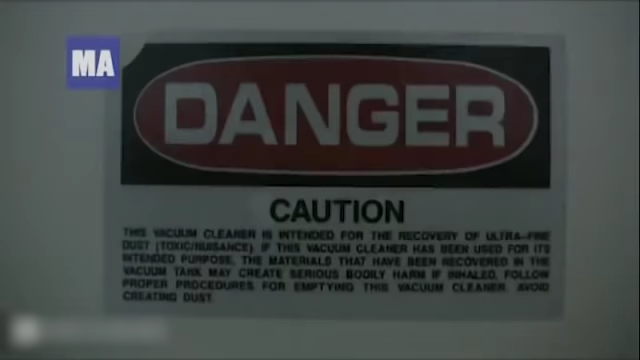 MA
DANGER
CAUTION
THIS VACUUM CLEANER IS INTENDED FOR THE RECOVERY OF ULTRA-FINE
DUST (TOXIC/NUISANCE). IF THIS VACUUM CLEANER HAS BEEN USED FOR ITS
INTENDED PURPOSE, THE MATERIALS THAT HAVE BEEN RECOVERED IN THE
VACUUM TANK MAY CREATE SERIOUS BODILY HARM IF INHALED. FOLLOW
PROPER PROCEDURES FOR EMPTYING THIS VACUUM CLEANER. AVOID
CREATING DUST.